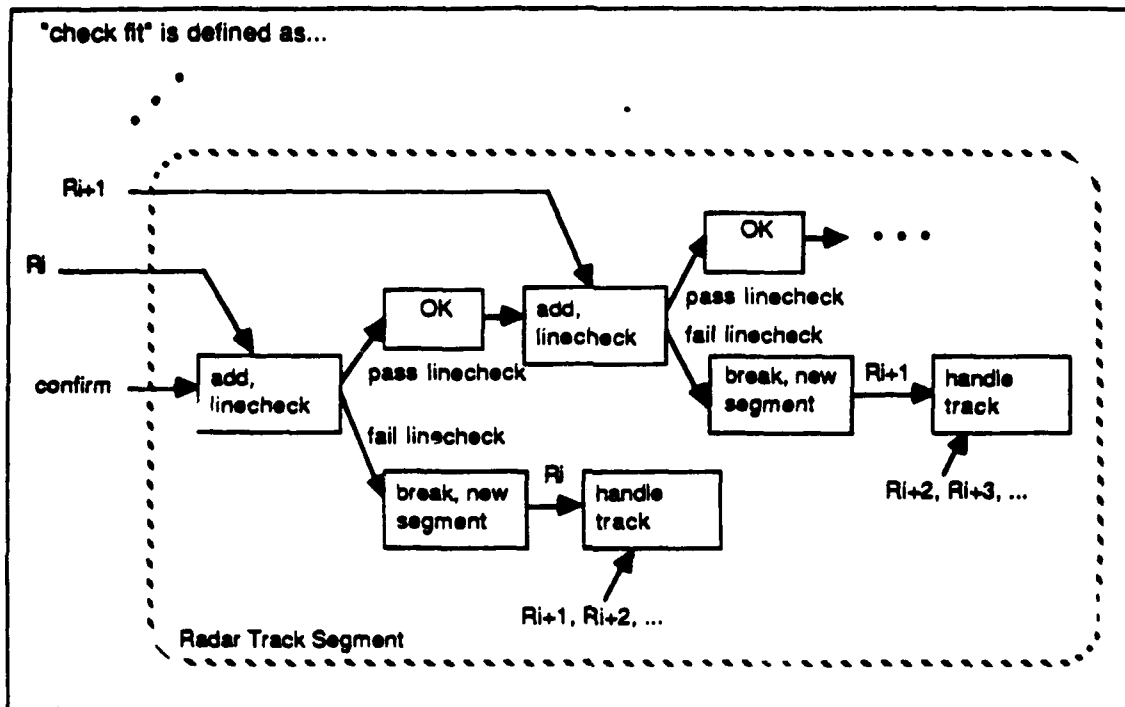 "check fit" is defined as...
Ri+1
OK
Ri
OK
add,
linecheck
pass linecheck
fail linecheck
confirm
add,
linecheck
pass linecheck
break, new
segment
Ri+1
handle
track
fail linecheck
Ri+2, Ri+3, ...
break, new
segment
Ri
handle
track
Ri+1, Ri+2, ...
Radar Track Segment